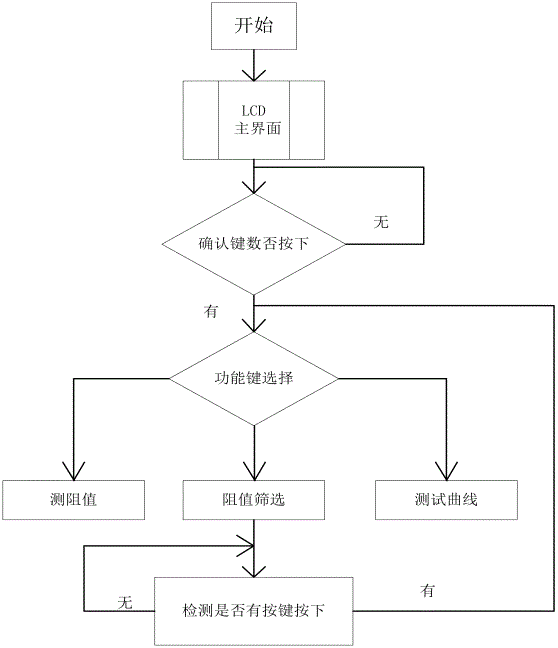 开始
LCD
主界面
确认键数否按下
无
有
功能键选择
测阻值
阻值筛选
测试曲线
检测是否有按键按下
无
有